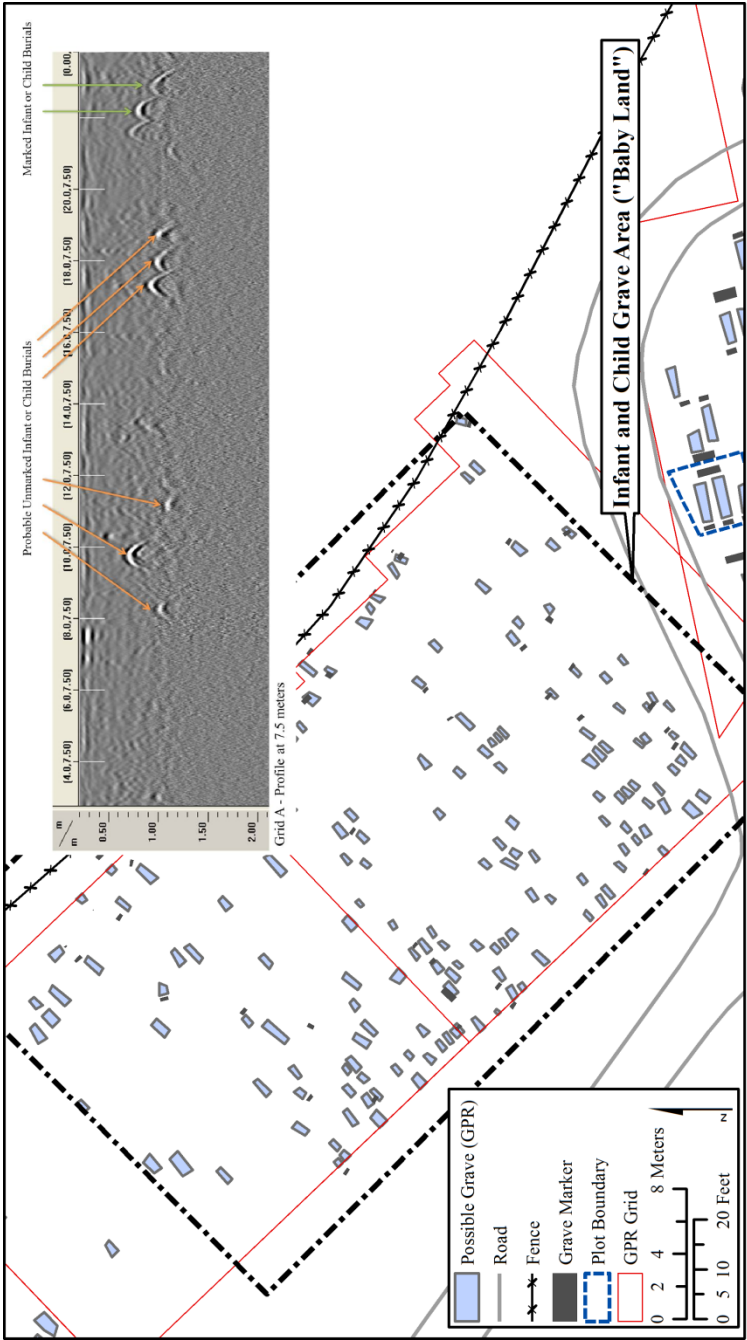 Probable Unmarked Infant or Child Burials
Marked Infant or Child Burials
m
m
[4.0,7.50]
[6.0,7.50]
[8.0,7.50]
[10.0,7.50]
[12.0,7.50]
[14.0,7.50]
[16.0,7.50]
[18.0,7.50]
[20.0,7.50]
[0.00,
0.50
1.00
1.50
2.00
Grid A - Profile at 7.5 meters
Infant and Child Grave Area ("Baby Land")
Possible Grave (GPR)
Road
Fence
Grave Marker
Plot Boundary
GPR Grid
0 2 4 8 Meters
0 5 10 20 Feet
N